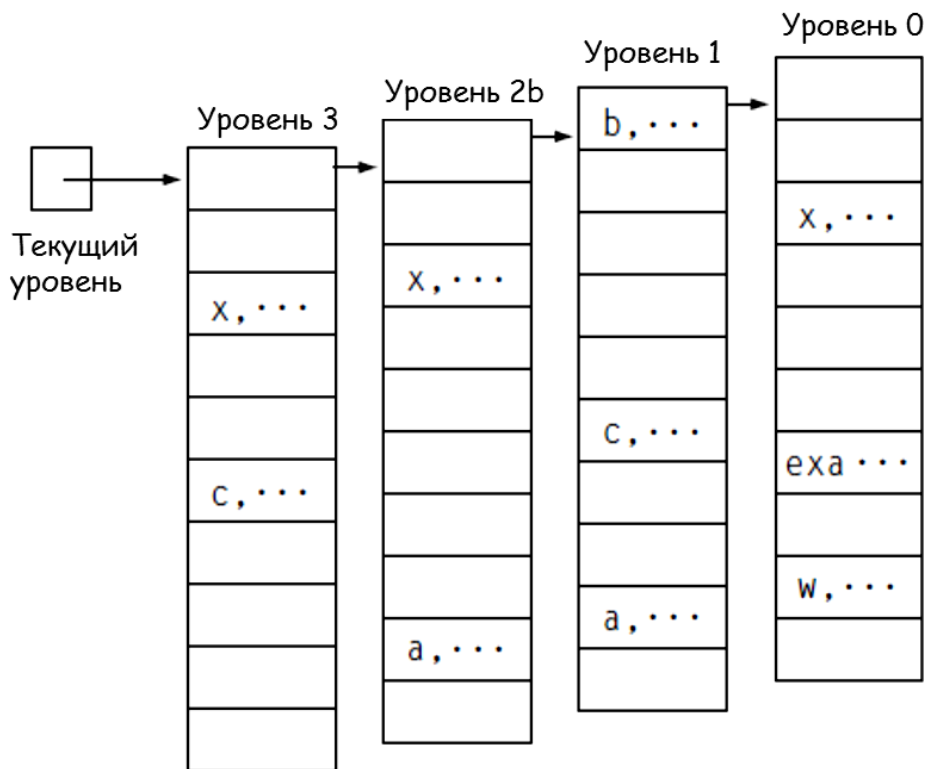 Уровень 0
Уровень 1
Уровень 2b
Уровень 3
Текущий
уровень
x,···
c,···
x,···
a,···
b,···
c,···
a,···
x,···
exa···
w,···